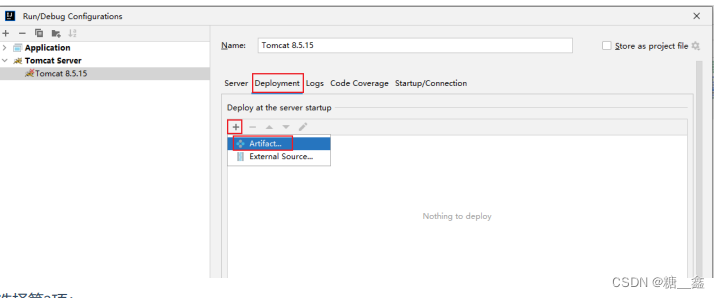 Run/Debug Configurations
Application
Tomcat Server
Tomcat 8.5.15
Name: Tomcat 8.5.15
Store as project file
Server Deployment Logs Code Coverage Startup/Connection
Deploy at the server startup
Artifact...
External Source...
Nothing to deploy
CSDN @糖__鑫